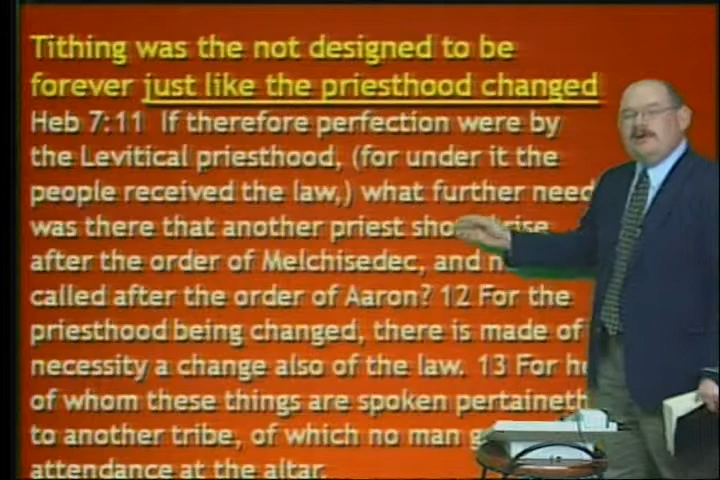 Tithing was the not designed to be
forever just like the priesthood changed
Heb 7:11 If therefore perfection were by
the Levitical priesthood, (for under it the
people received the law,) what further need
was there that another priest sho rise
after the order of Melchisedec, and n
called after the order of Aaron? 12 For the
priesthood being changed, there is made of
necessity a change also of the law. 13 For he
of whom these things are spoken pertaineth
to another tribe, of which no man g
attendance at the altar.